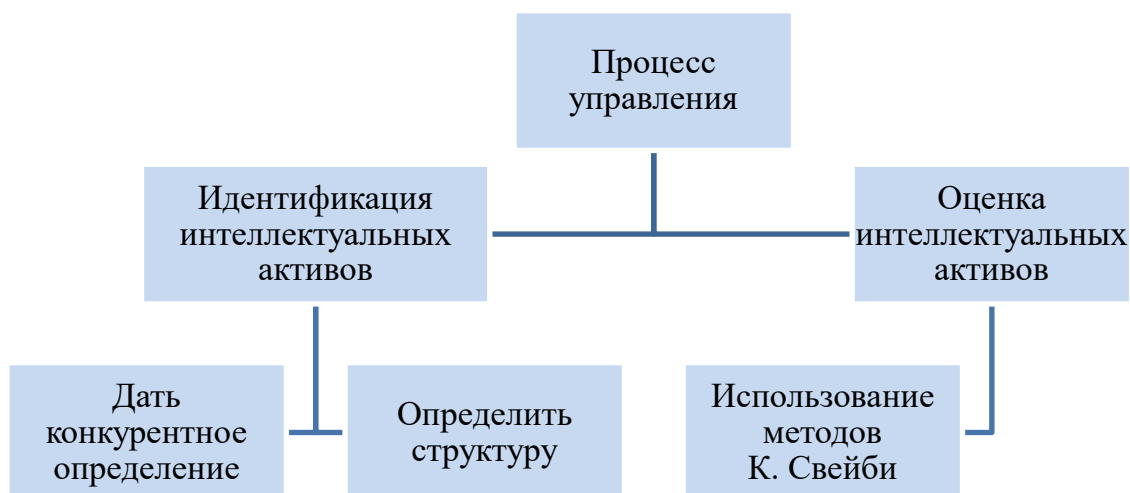 Процесс
управления
Идентификация
интеллектуальных
активов
Оценка
интеллектуальных
активов
Дать
конкурентное
определение
Определить
структуру
Использование
методов
К. Свейби